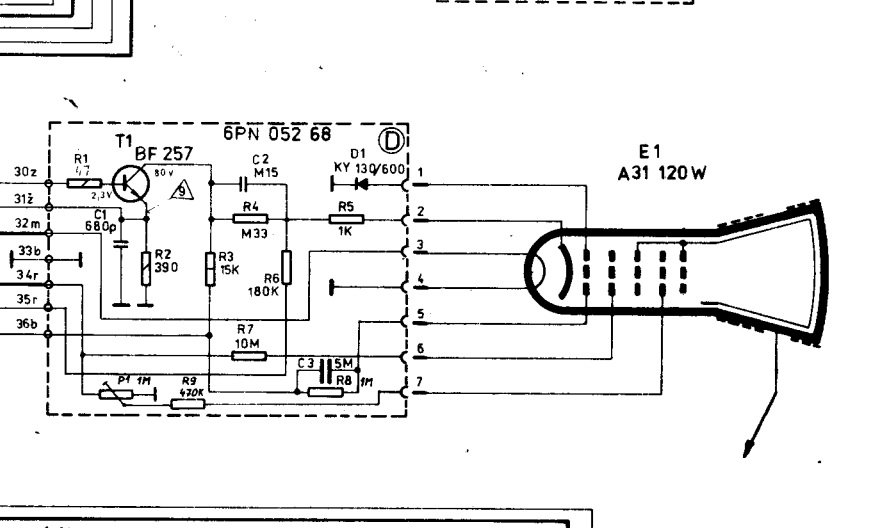 6PN 052 68
D
T1
BF 257
E1
A31 120W
30z
R1
47
80 V
2,3V
9
C2
M15
D1
KY 130/600
1
31ž
C1
680p
R4
M33
R5
1K
2
32m
3
33b
R2
390
R3
15K
R6
180K
34r
4
35r
5
36b
R7
10M
6
C3
5M
R8
1M
P1 1M
R9
470K
7